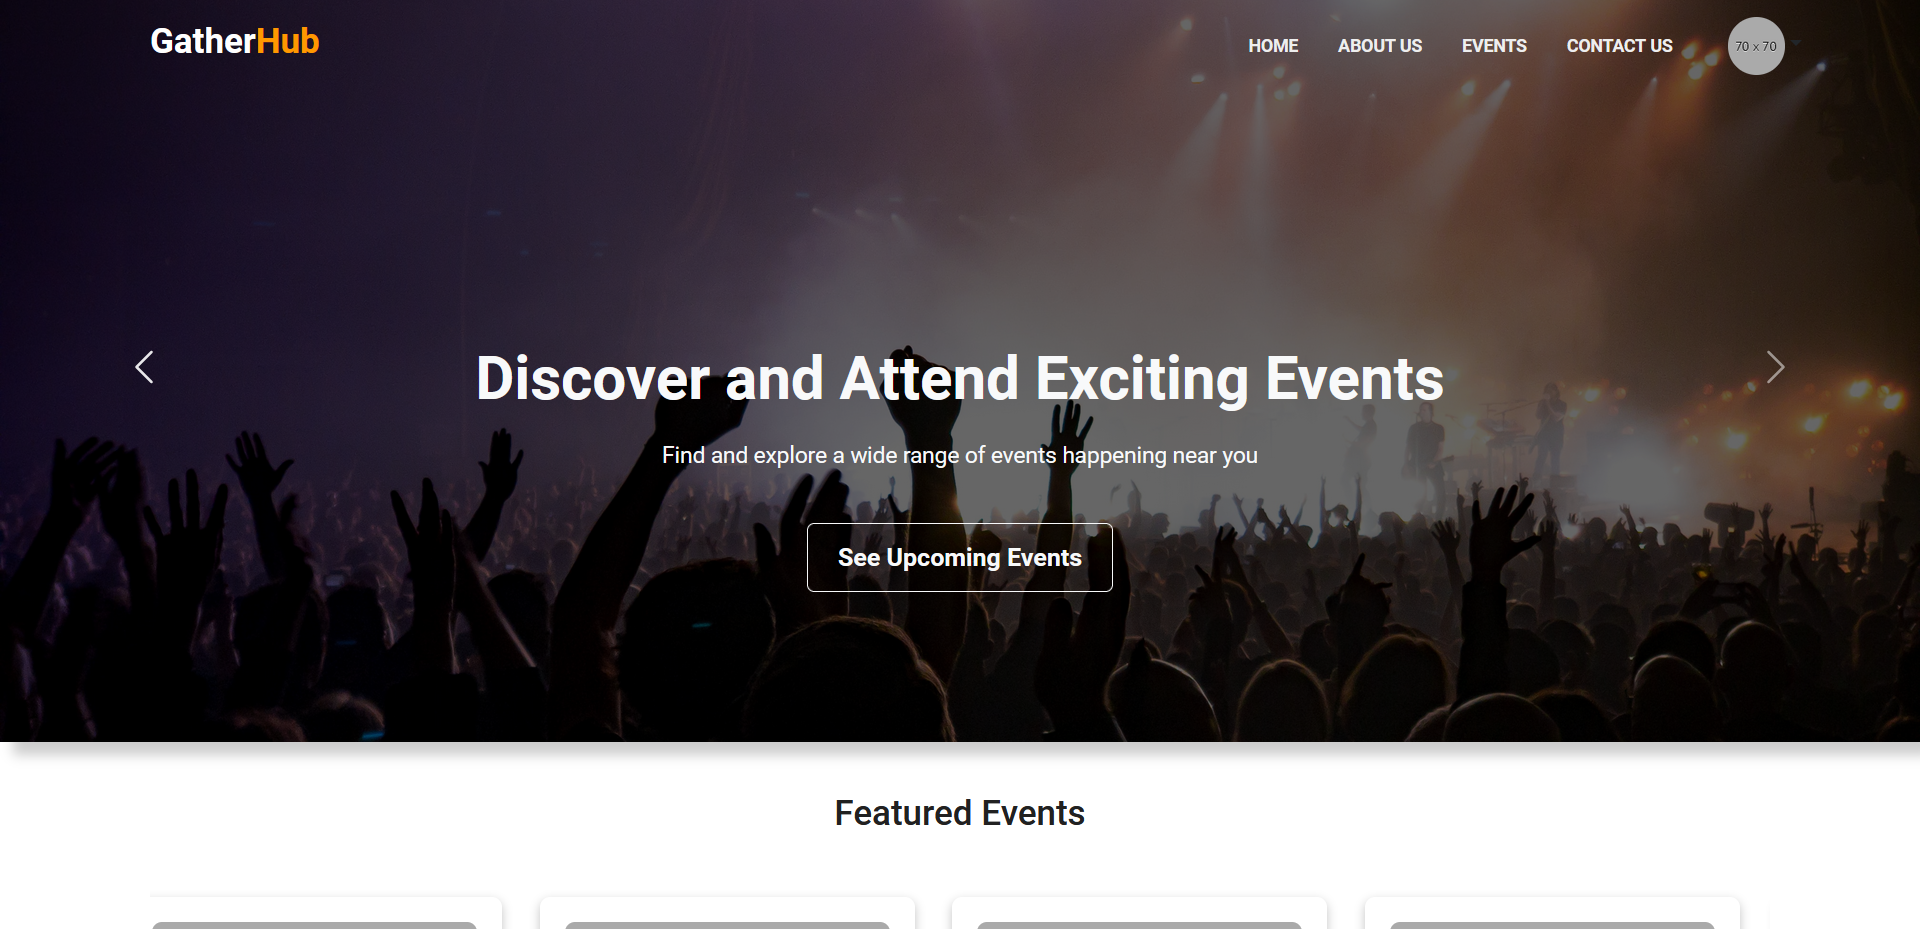 GatherHub
HOME ABOUT US EVENTS CONTACT US 70 x 70
Discover and Attend Exciting Events
Find and explore a wide range of events happening near you
See Upcoming Events
Featured Events